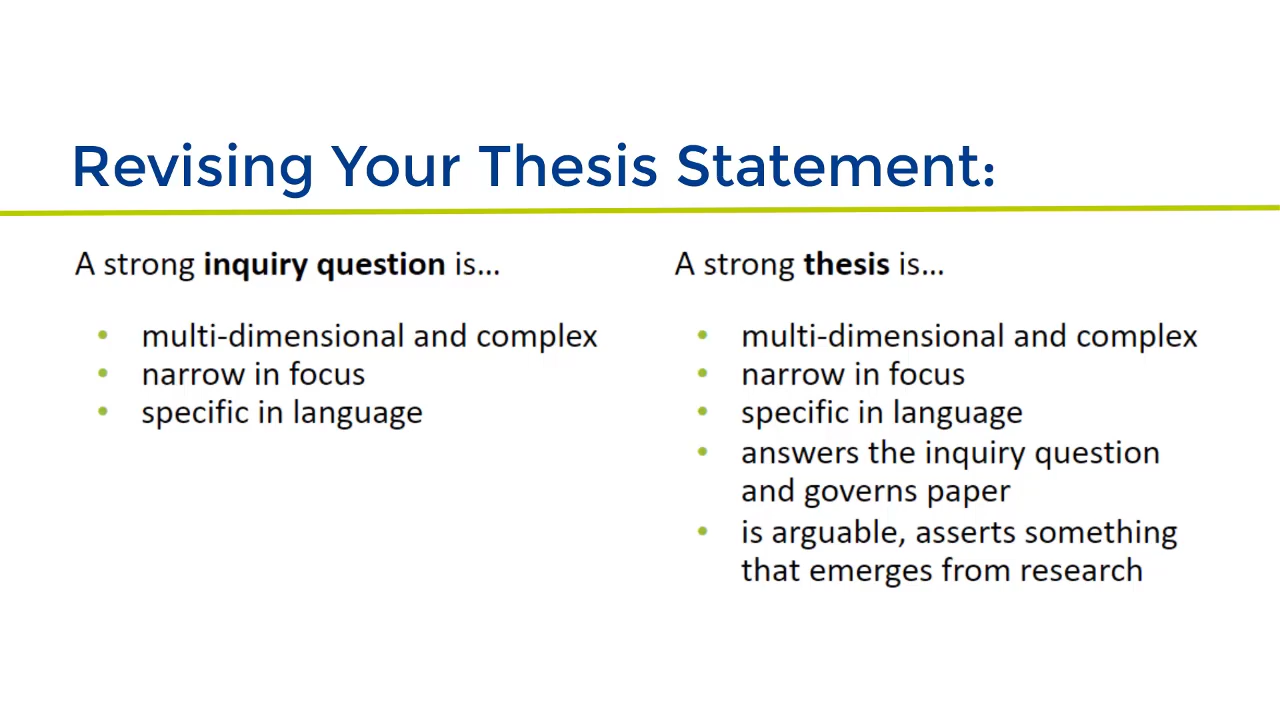 Revising Your Thesis Statement:
A strong inquiry question is...
• multi-dimensional and complex
• narrow in focus
• specific in language
A strong thesis is...
• multi-dimensional and complex
• narrow in focus
• specific in language
• answers the inquiry question
and governs paper
• is arguable, asserts something
that emerges from research